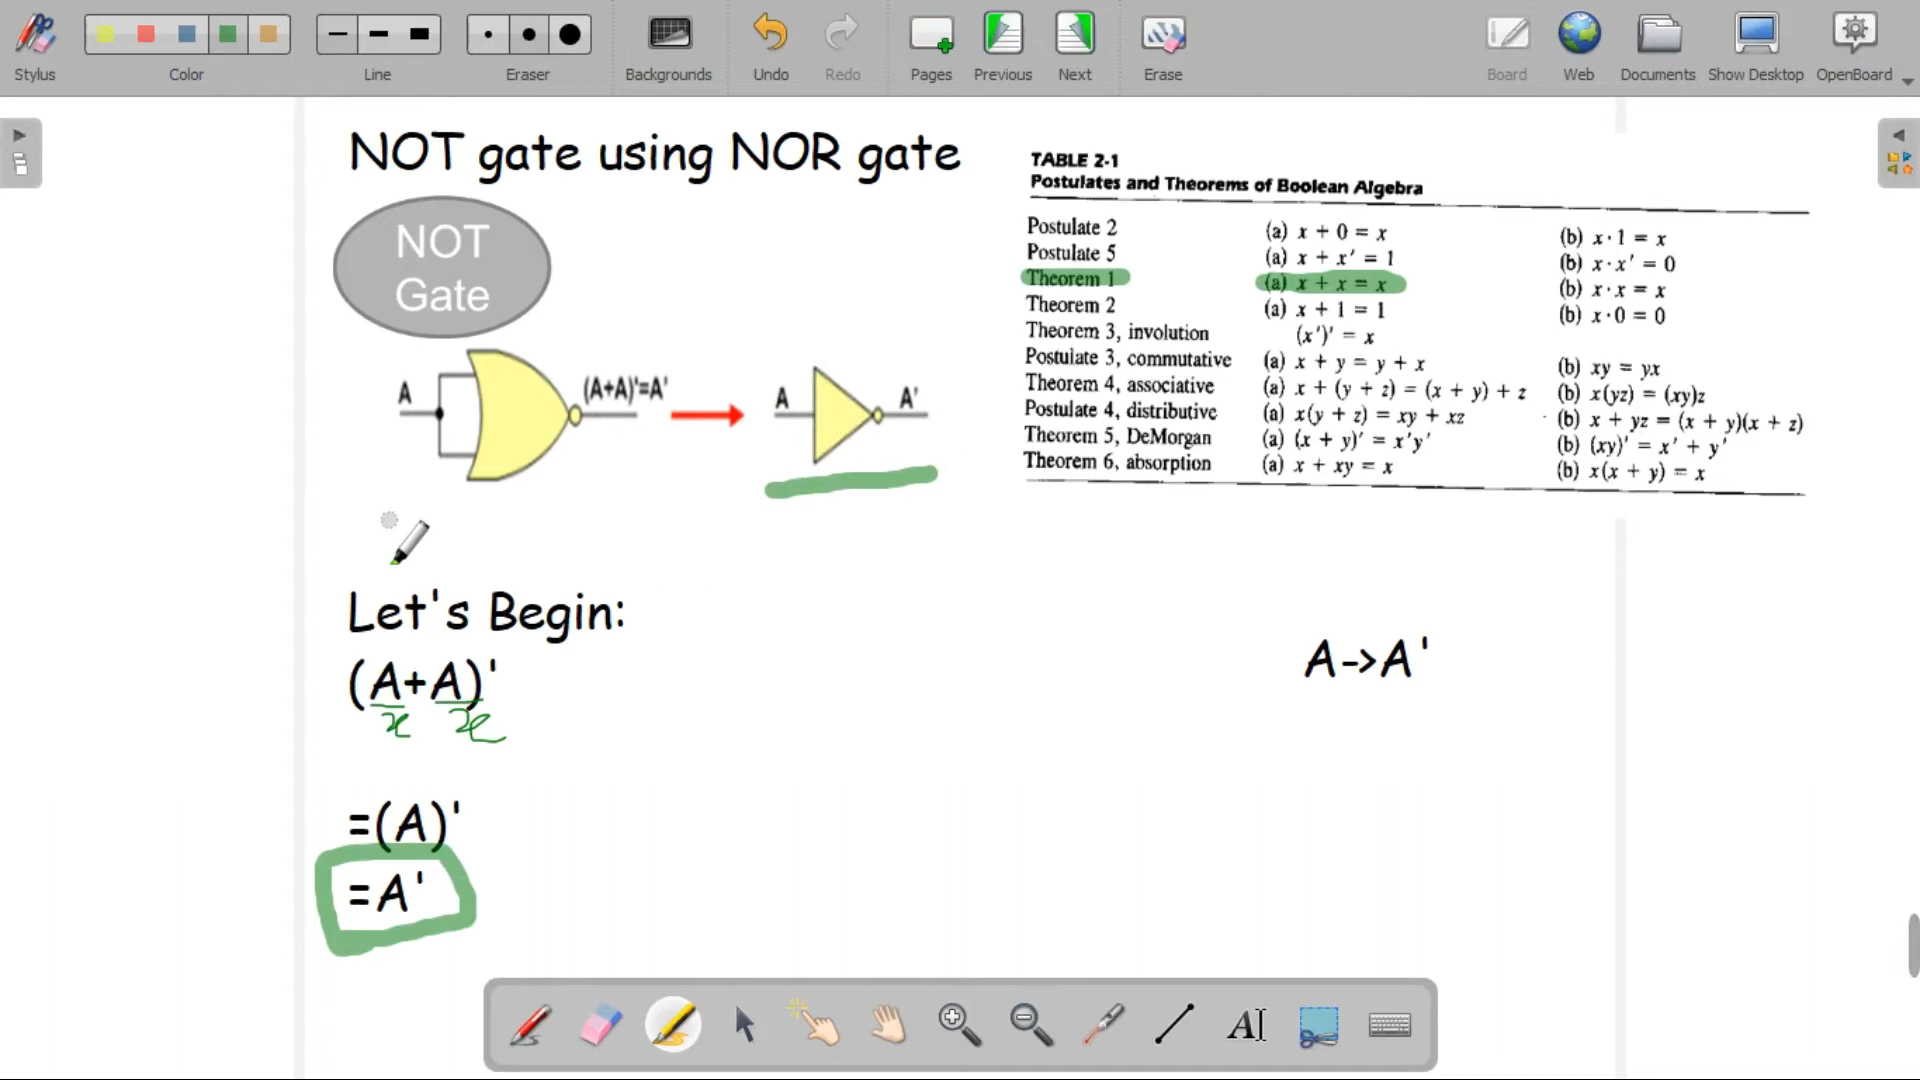 Stylus
Color
Line
Eraser
Backgrounds
Undo
Redo
Pages
Previous
Next
Erase
Board
Web
Documents
Show Desktop
OpenBoard
NOT gate using NOR gate
NOT
Gate
A
(A+A)'=A'
A
A'
TABLE 2-1
Postulates and Theorems of Boolean Algebra
Postulate 2 (a) x + 0 = x (b) x · 1 = x
Postulate 5 (a) x + x' = 1 (b) x · x' = 0
Theorem 1 (a) x + x = x (b) x · x = x
Theorem 2 (a) x + 1 = 1 (b) x · 0 = 0
Theorem 3, involution (x')' = x
Postulate 3, commutative (a) x + y = y + x (b) xy = yx
Theorem 4, associative (a) x + (y + z) = (x + y) + z (b) x(yz) = (xy)z
Postulate 4, distributive (a) x(y + z) = xy + xz (b) x + yz = (x + y)(x + z)
Theorem 5, DeMorgan (a) (x + y)' = x'y' (b) (xy)' = x' + y'
Theorem 6, absorption (a) x + xy = x (b) x(x + y) = x
Let's Begin:
(A+A)'
x x
=(A)'
=A'
A->A'
AI